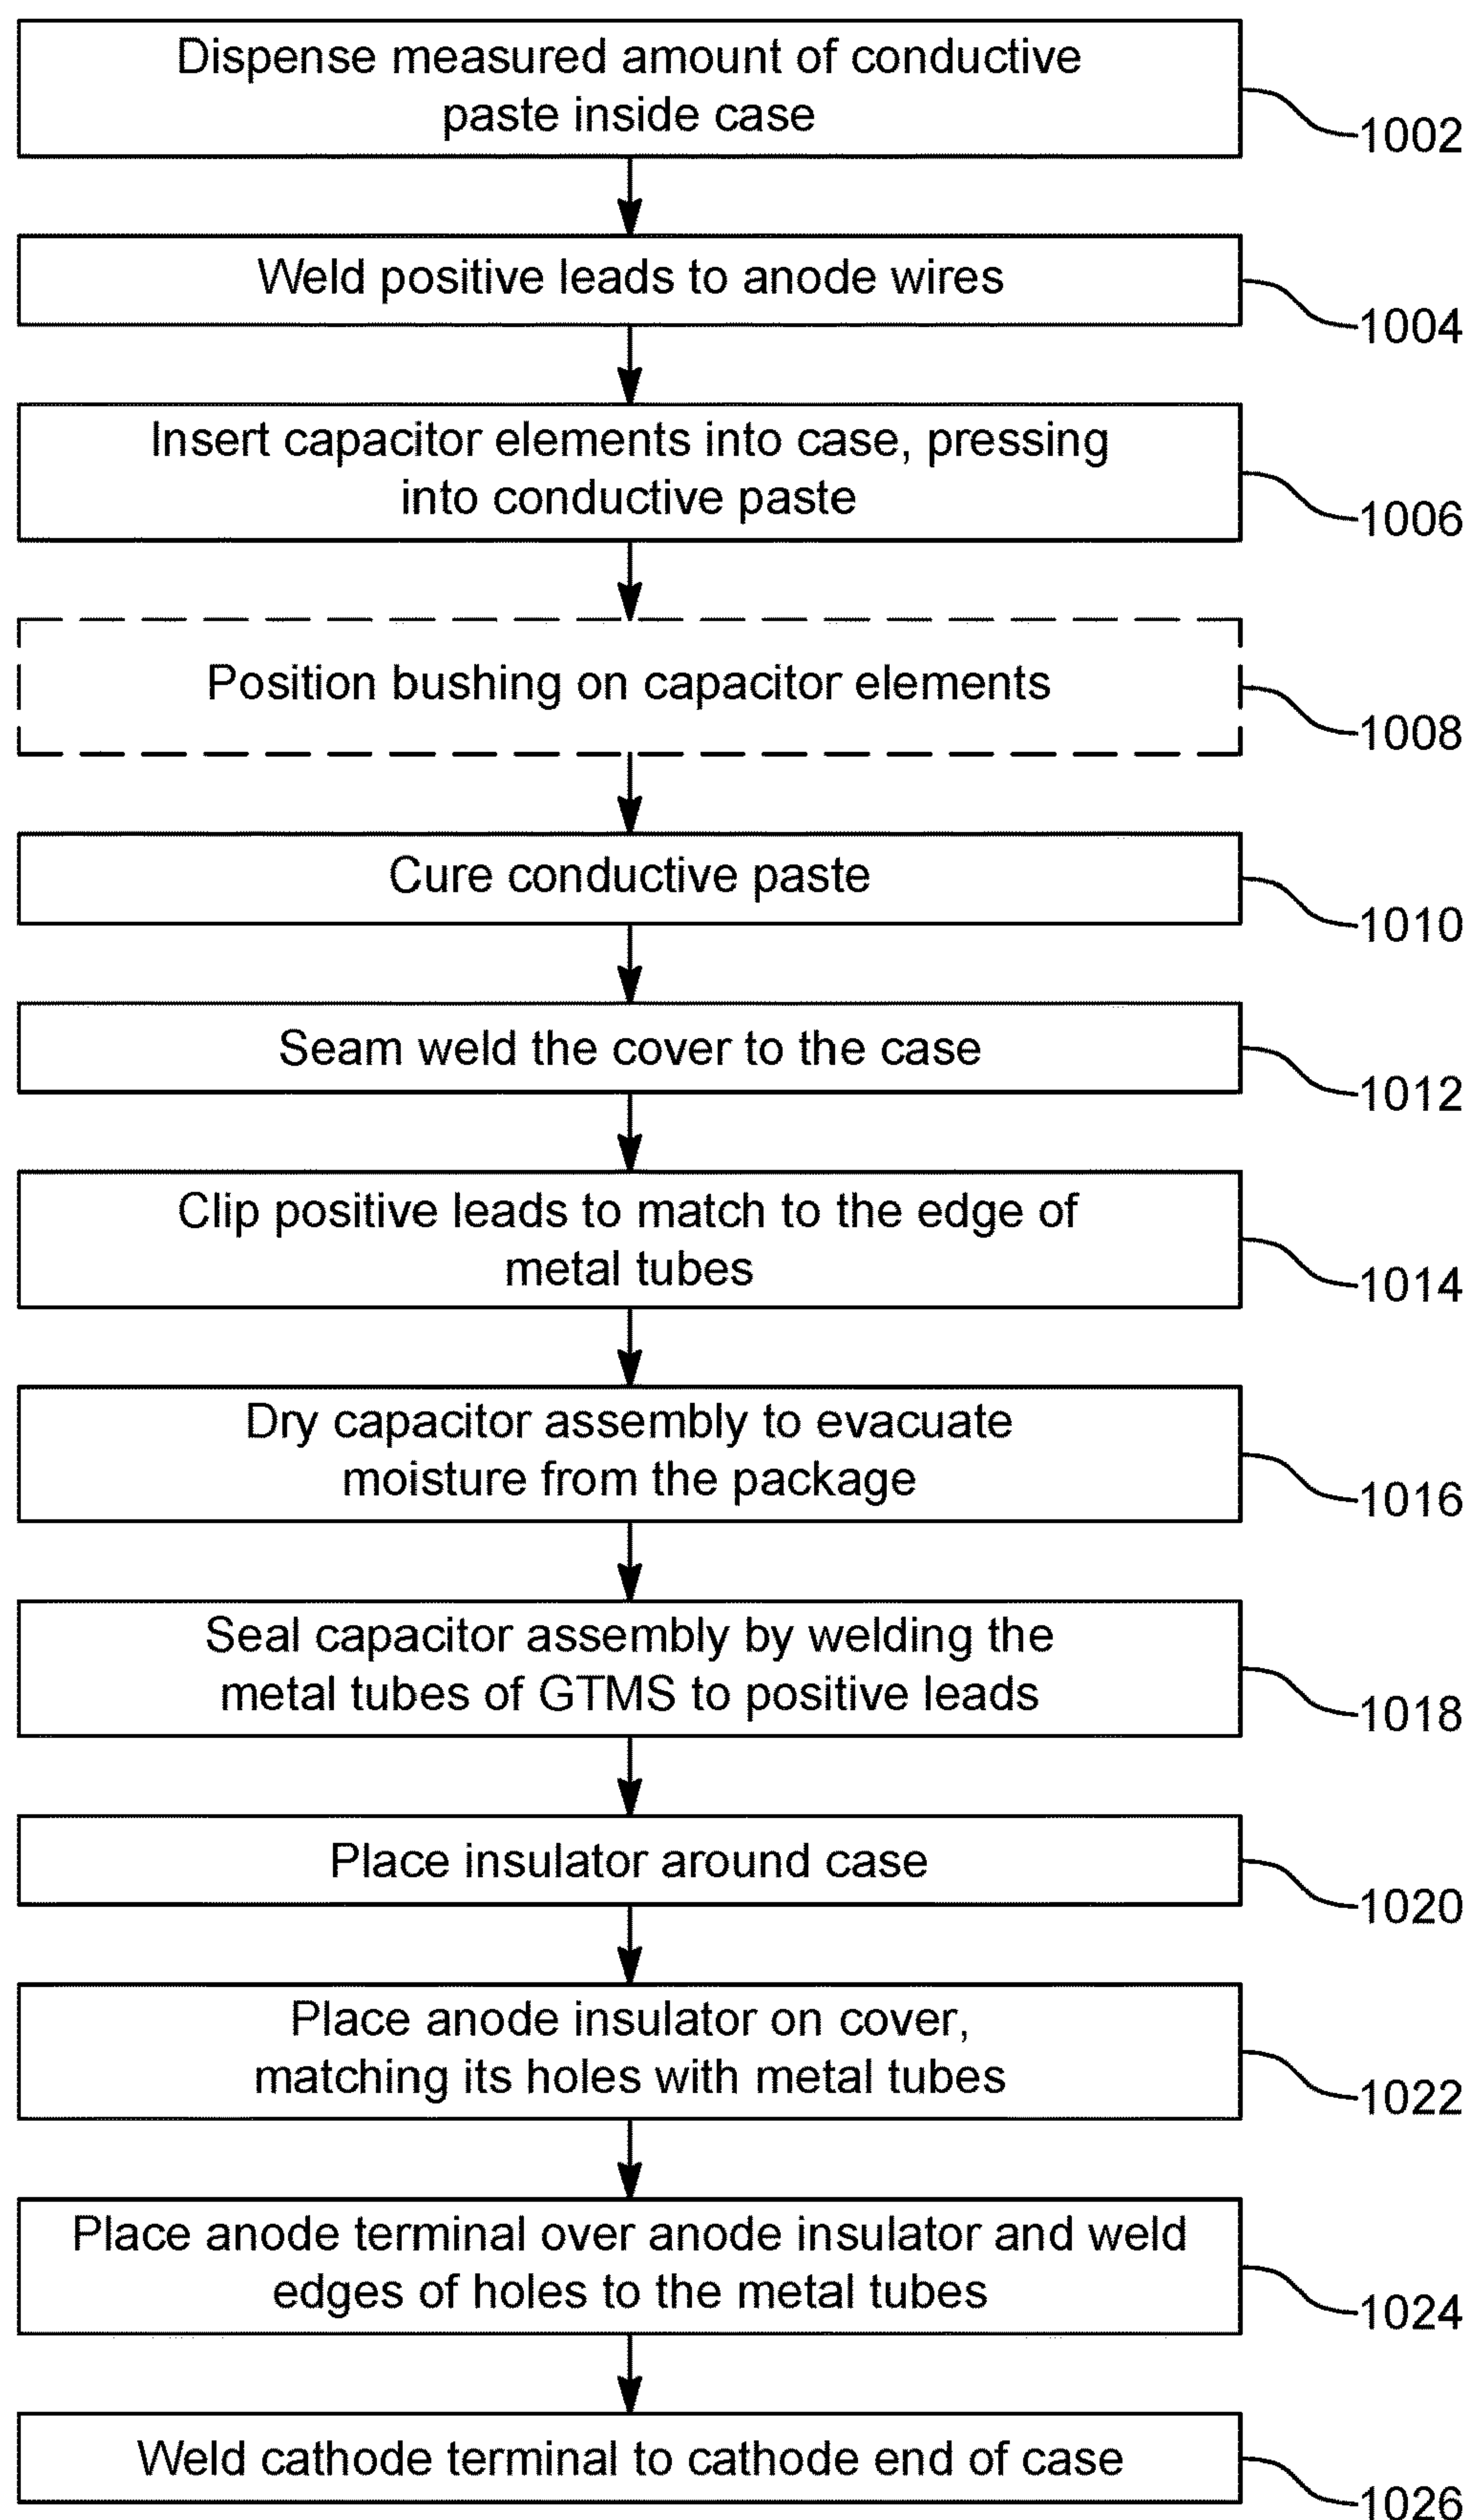 Dispense measured amount of conductive
paste inside case
1002
Weld positive leads to anode wires
1004
Insert capacitor elements into case, pressing
into conductive paste
1006
Position bushing on capacitor elements
1008
Cure conductive paste
1010
Seam weld the cover to the case
1012
Clip positive leads to match to the edge of
metal tubes
1014
Dry capacitor assembly to evacuate
moisture from the package
1016
Seal capacitor assembly by welding the
metal tubes of GTMS to positive leads
1018
Place insulator around case
1020
Place anode insulator on cover,
matching its holes with metal tubes
1022
Place anode terminal over anode insulator and weld
edges of holes to the metal tubes
1024
Weld cathode terminal to cathode end of case
1026